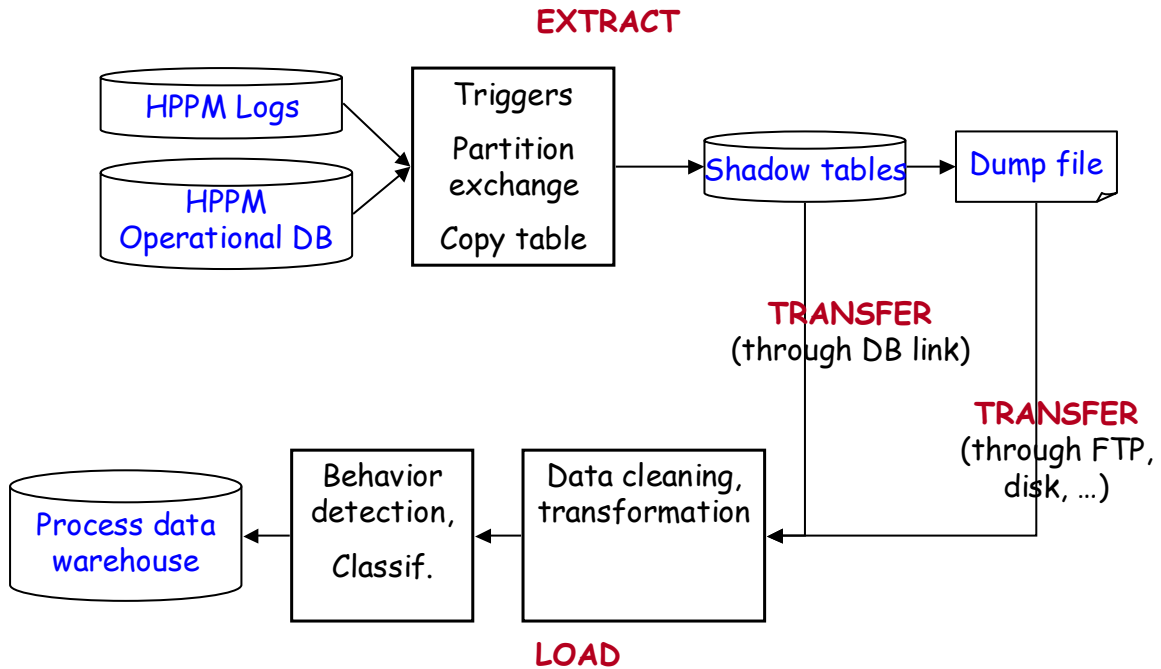 EXTRACT
HPPM Logs
HPPM
Operational DB
Triggers
Partition
exchange
Copy table
Shadow tables
Dump file
TRANSFER
(through DB link)
TRANSFER
(through FTP,
disk, …)
Process data
warehouse
Behavior
detection,
Classif.
Data cleaning,
transformation
LOAD